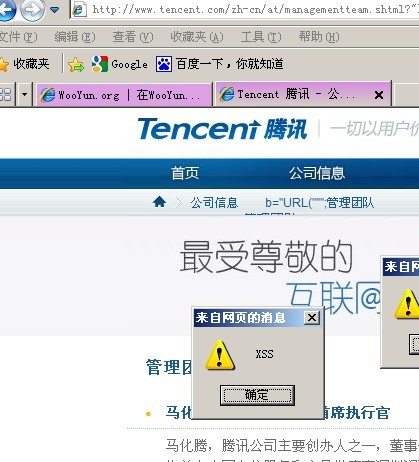 http://www.tencent.com/zh-cn/at/managementteam.shtml?"
文件(F) 编辑(E) 查看(V) 收藏夹(A) 工具(T) 帮助(H)
收藏夹 Google 百度一下，你就知道
WooYun.org | 在WooYun... Tencent 腾讯 - 公...
Tencent 腾讯 一切以用户价
首页 公司信息
公司信息 b="URL(""";管理团队
管理团队
最受尊敬的
互联
来自网页的消息
来自网
XSS
确定
管理团
马化 首席执行官
马化腾，腾讯公司主要创办人之一，董事